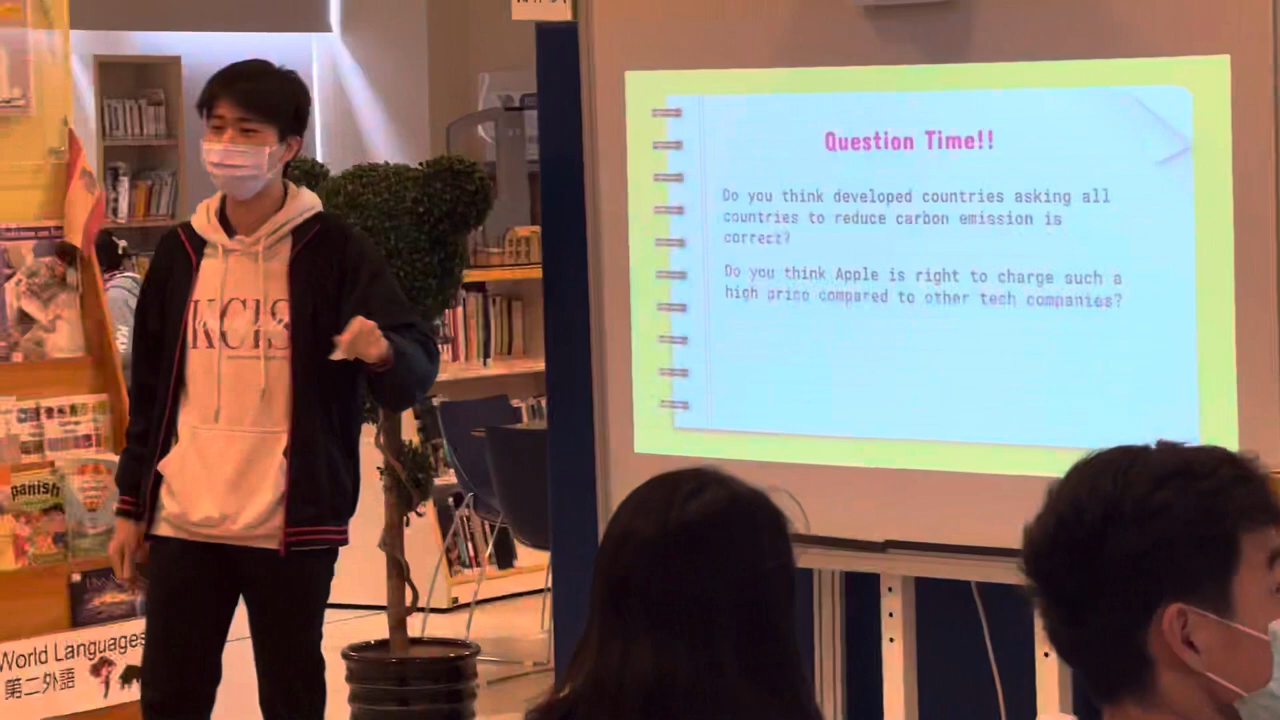 Question Time!!
Do you think developed countries asking all
countries to reduce carbon emission is
correct?
Do you think Apple is right to charge such a
high price compared to other tech companies?
KCIS
panish
World Languages
第二外語